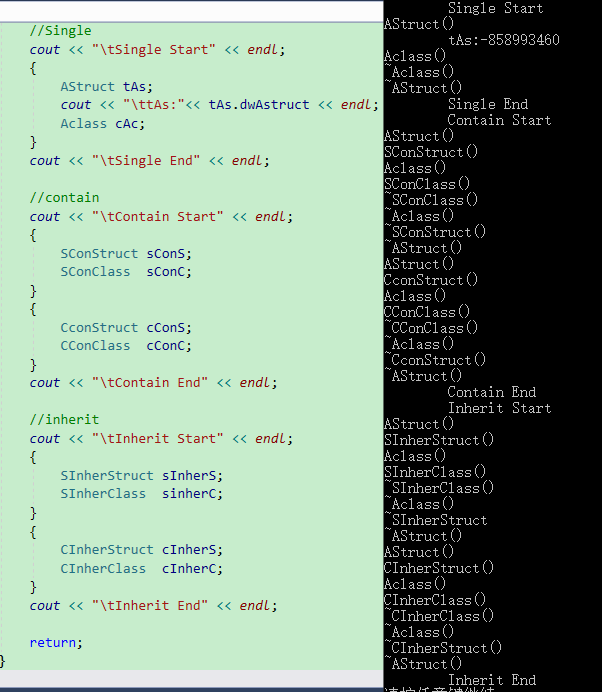 //Single
cout << "\tSingle Start" << endl;
{
AStruct tAs;
cout << "\ttAs:"<< tAs.dwAstruct << endl;
Aclass cAc;
}
cout << "\tSingle End" << endl;
//contain
cout << "\tContain Start" << endl;
{
SConStruct sConS;
SConClass sConC;
}
{
CconStruct cConS;
CConClass cConC;
}
cout << "\tContain End" << endl;
//inherit
cout << "\tInherit Start" << endl;
{
SInherStruct sInherS;
SInherClass sinherC;
}
{
CInherStruct cInherS;
CInherClass cInherC;
}
cout << "\tInherit End" << endl;
return;
}
Single Start
AStruct()
tAs:-858993460
Aclass()
~Aclass()
~AStruct()
Single End
Contain Start
AStruct()
SConStruct()
Aclass()
SConClass()
~SConClass()
~Aclass()
~SConStruct()
~AStruct()
AStruct()
CconStruct()
Aclass()
CConClass()
~CConClass()
~Aclass()
~CconStruct()
~AStruct()
Contain End
Inherit Start
AStruct()
SInherStruct()
Aclass()
SInherClass()
~SInherClass()
~Aclass()
~SInherStruct
~AStruct()
AStruct()
CInherStruct()
Aclass()
CInherClass()
~CInherClass()
~Aclass()
~CInherStruct()
~AStruct()
Inherit End